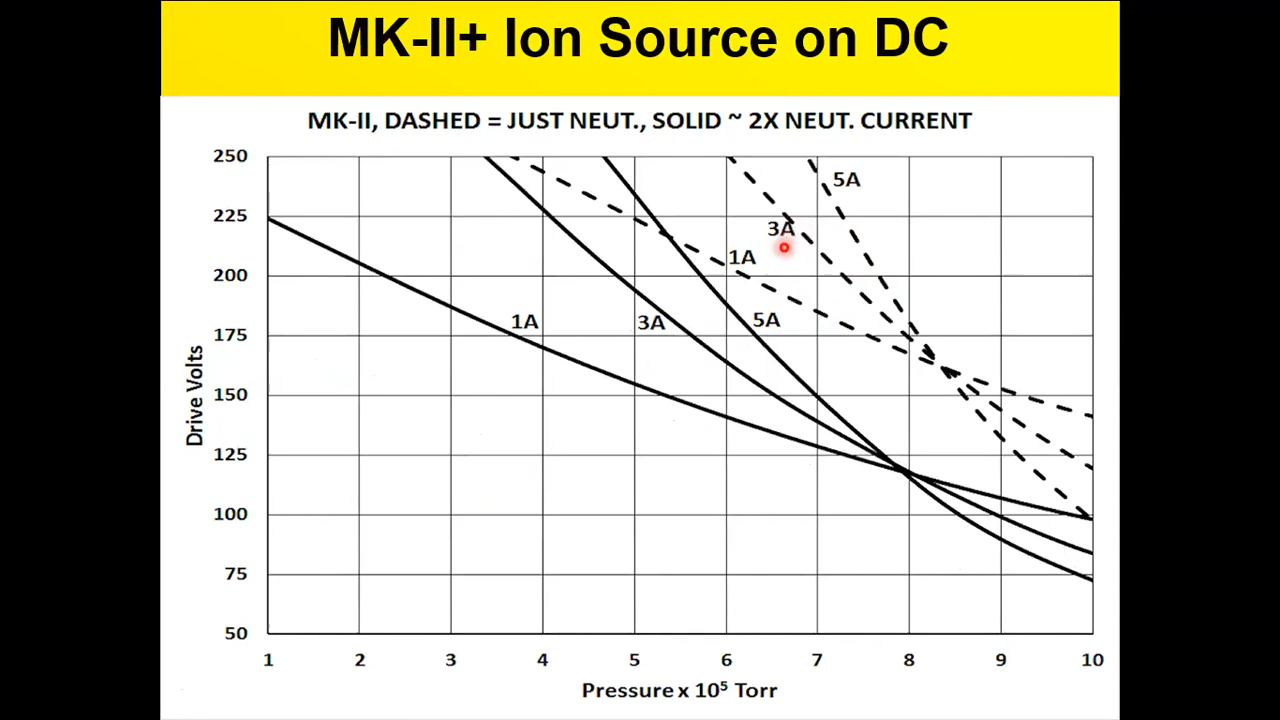 MK-II+ Ion Source on DC
MK-II, DASHED = JUST NEUT., SOLID ~ 2X NEUT. CURRENT
250
225
200
175
150
125
100
75
50
Drive Volts
5A
3A
1A
5A
3A
1A
1 2 3 4 5 6 7 8 9 10
Pressure x 10⁵ Torr